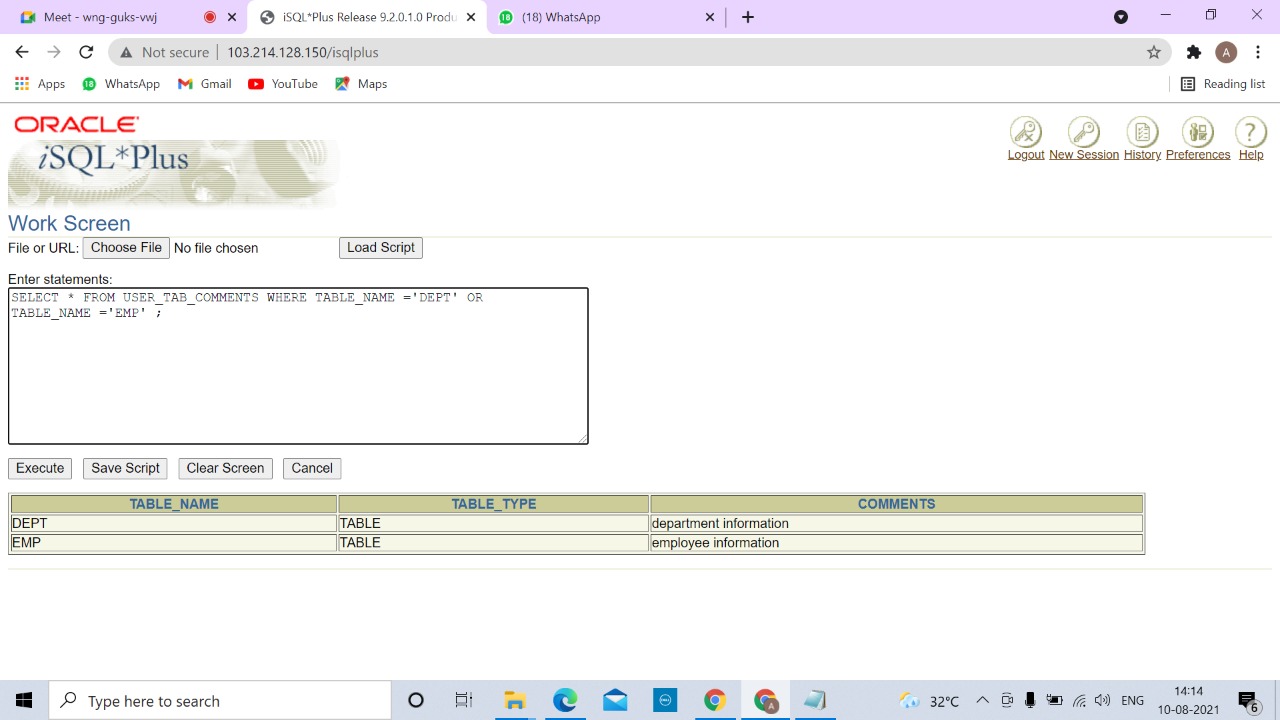 Meet - wng-guks-vwj
iSQL*Plus Release 9.2.0.1.0 Produ
18 (18) WhatsApp
Not secure | 103.214.128.150/isqlplus
A
Apps 18 WhatsApp Gmail YouTube Maps Reading list
ORACLE
iSQL*Plus
Logout New Session History Preferences Help
Work Screen
File or URL: Choose File No file chosen Load Script
Enter statements:
SELECT * FROM USER_TAB_COMMENTS WHERE TABLE_NAME ='DEPT' OR
TABLE_NAME ='EMP' ;
Execute Save Script Clear Screen Cancel
TABLE_NAME TABLE_TYPE COMMENTS
DEPT TABLE department information
EMP TABLE employee information
Type here to search
DELL
A
32°C
ENG
14:14
10-08-2021
6